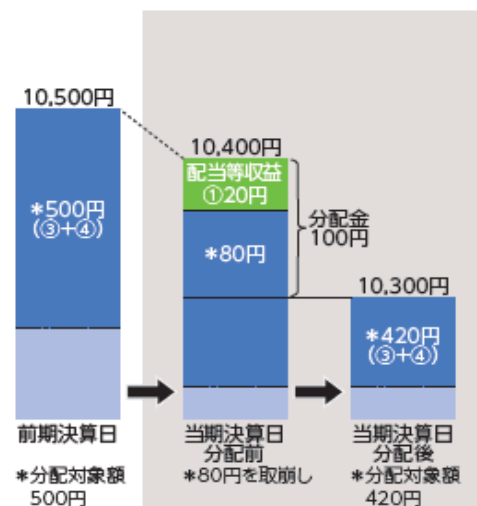 10,500円
10,400円
配当等収益
①20円
*500円
(③+④)
*80円
分配金
100円
10,300円
*420円
(③+④)
前期決算日
当期決算日
分配前
当期決算日
分配後
*分配対象額
500円
*80円を取崩し
*分配対象額
420円